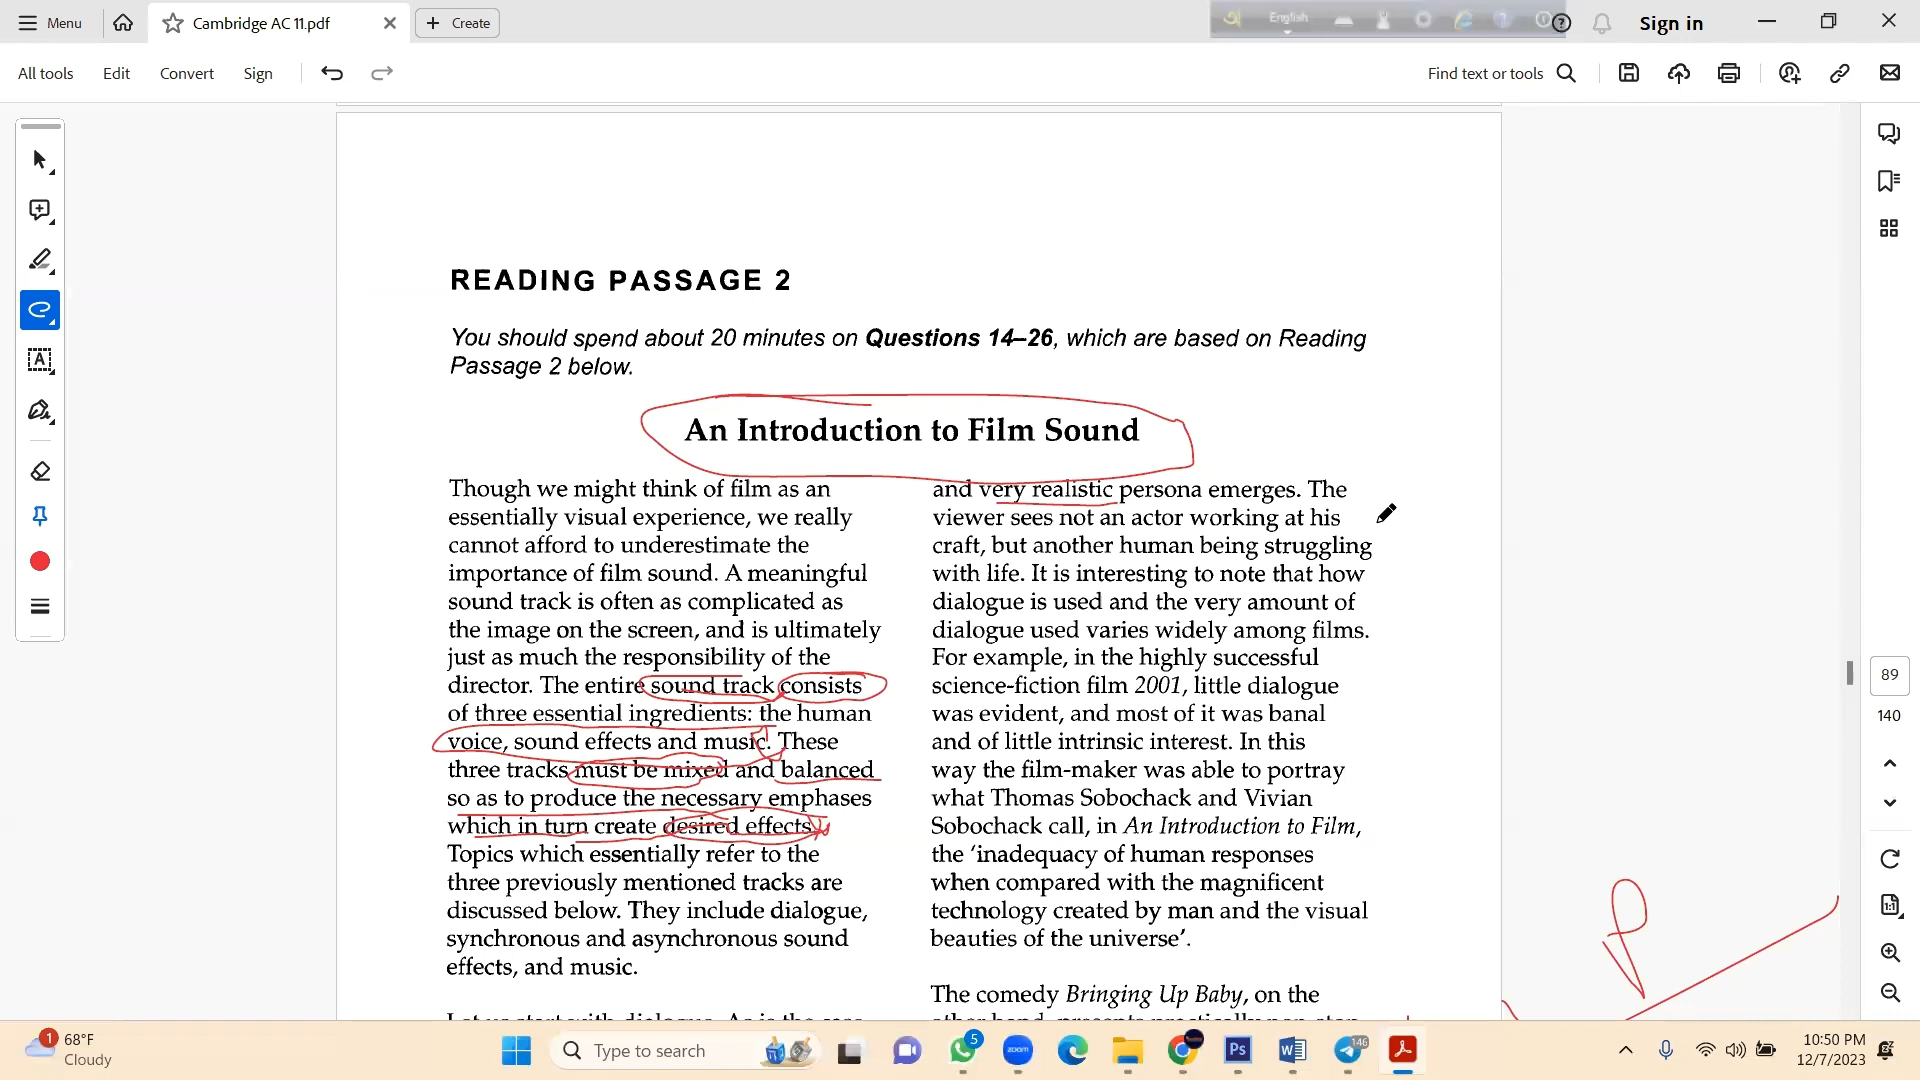 Menu
Cambridge AC 11.pdf
Create
English
Sign in
All tools
Edit
Convert
Sign
Find text or tools
READING PASSAGE 2
You should spend about 20 minutes on Questions 14–26, which are based on Reading
Passage 2 below.
An Introduction to Film Sound
Though we might think of film as an
essentially visual experience, we really
cannot afford to underestimate the
importance of film sound. A meaningful
sound track is often as complicated as
the image on the screen, and is ultimately
just as much the responsibility of the
director. The entire sound track consists
of three essential ingredients: the human
voice, sound effects and music. These
three tracks must be mixed and balanced
so as to produce the necessary emphases
which in turn create desired effects.
Topics which essentially refer to the
three previously mentioned tracks are
discussed below. They include dialogue,
synchronous and asynchronous sound
effects, and music.
and very realistic persona emerges. The
viewer sees not an actor working at his
craft, but another human being struggling
with life. It is interesting to note that how
dialogue is used and the very amount of
dialogue used varies widely among films.
For example, in the highly successful
science-fiction film 2001, little dialogue
was evident, and most of it was banal
and of little intrinsic interest. In this
way the film-maker was able to portray
what Thomas Sobochack and Vivian
Sobochack call, in An Introduction to Film,
the ‘inadequacy of human responses
when compared with the magnificent
technology created by man and the visual
beauties of the universe’.
The comedy Bringing Up Baby, on the
89
140
1:1
1
68°F
Cloudy
Type to search
5
zoom
Ps
W
146
10:50 PM
12/7/2023